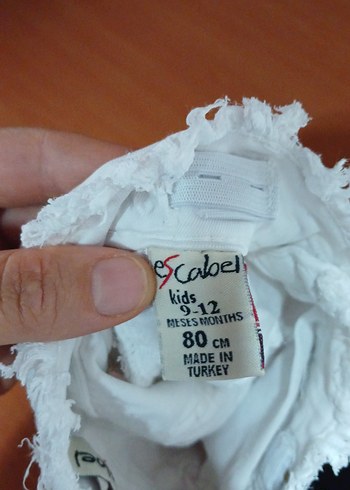 esCabel
kids
9-12
MESES MONTHS
80 CM
MADE IN
TURKEY